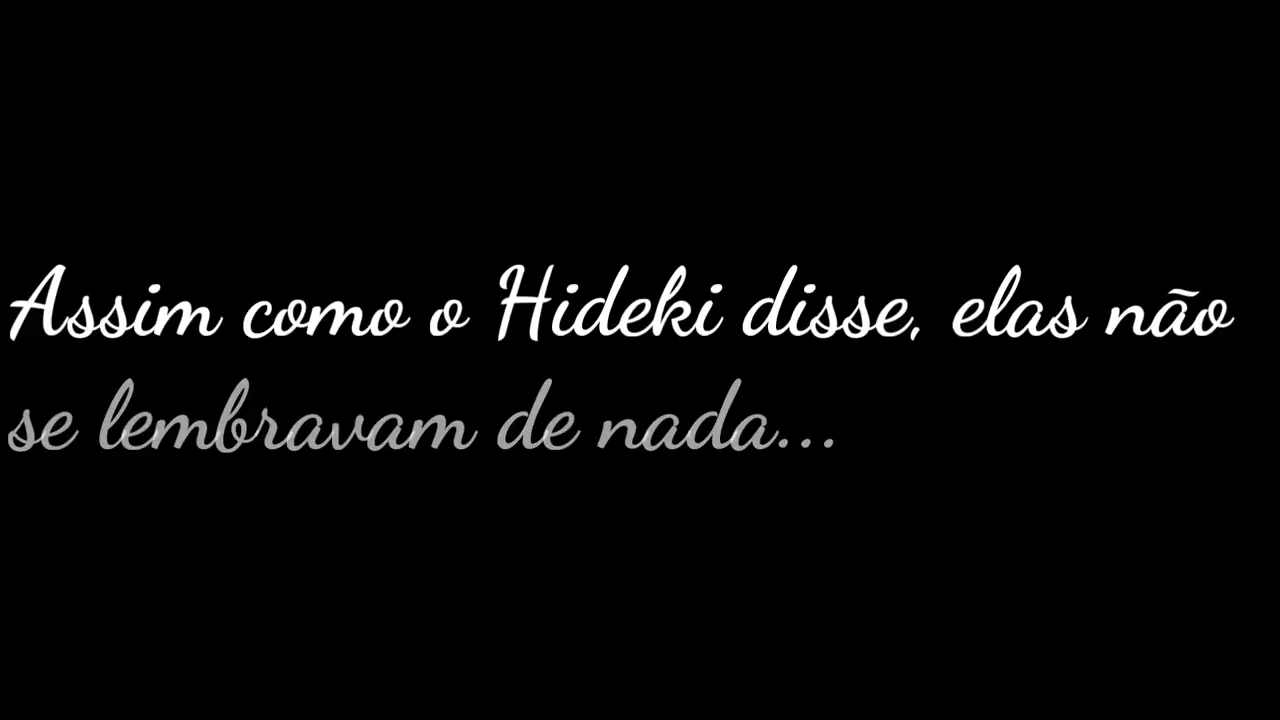 Assim como o Hideki disse, elas não
se lembravam de nada...